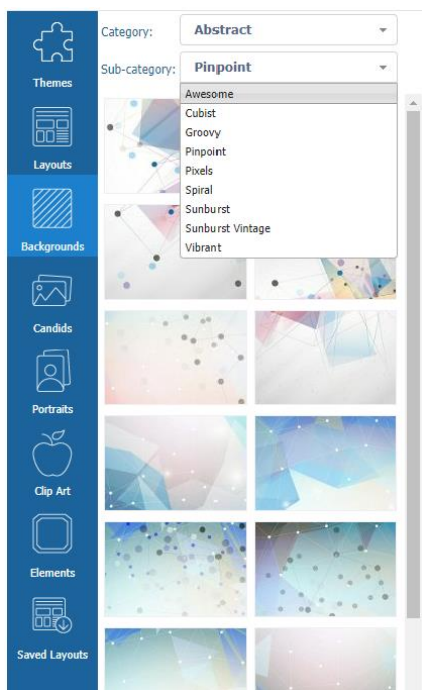 Category:
Abstract
Sub-category:
Pinpoint
Awesome
Cubist
Groovy
Pinpoint
Pixels
Spiral
Sunburst
Sunburst Vintage
Vibrant
Themes
Layouts
Backgrounds
Candids
Portraits
Clip Art
Elements
Saved Layouts